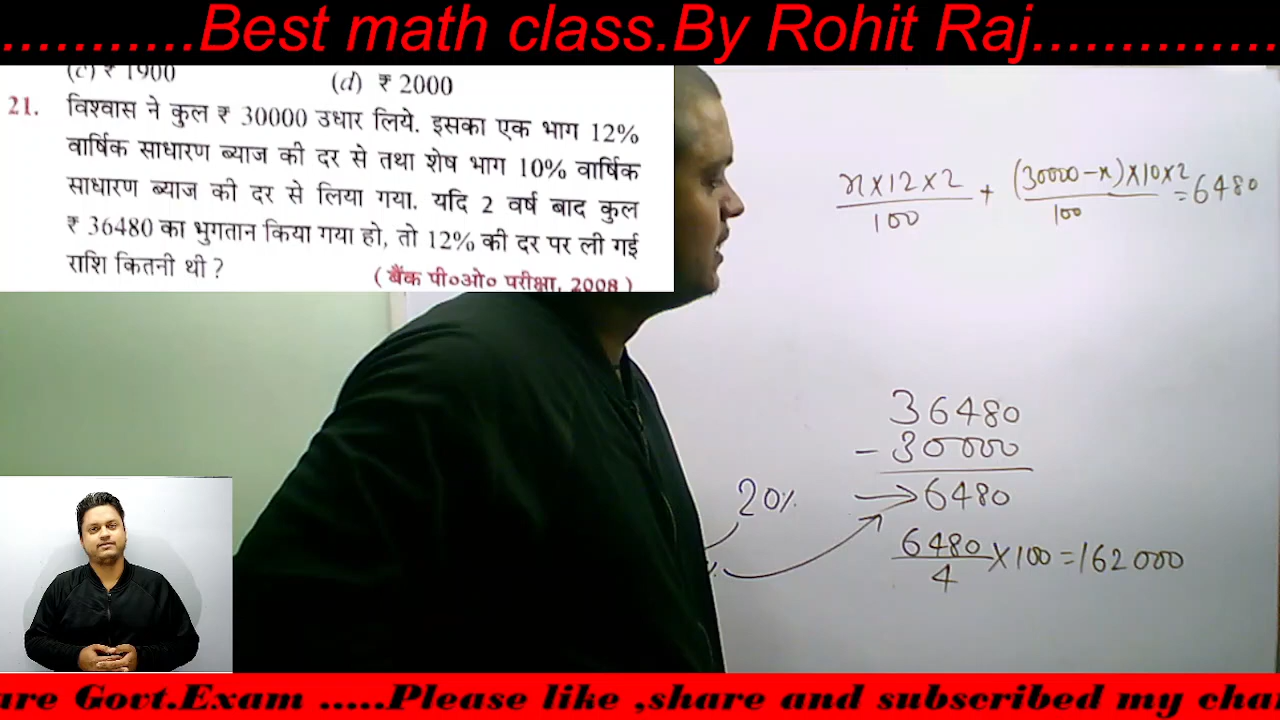 ...........Best math class.By Rohit Raj..............
(c) ₹ 1900 (d) ₹ 2000
21. विश्वास ने कुल ₹ 30000 उधार लिये. इसका एक भाग 12%
वार्षिक साधारण ब्याज की दर से तथा शेष भाग 10% वार्षिक
साधारण ब्याज की दर से लिया गया. यदि 2 वर्ष बाद कुल
₹ 36480 का भुगतान किया गया हो, तो 12% की दर पर ली गई
राशि कितनी थी ?
( बैंक पी०ओ० परीक्षा, 2008 )
x×12×2/100 + (30000-x)×10×2/100 = 6480
36480
- 30000
6480
20%
6480/4 ×100 = 162000
are Govt.Exam .....Please like ,share and subscribed my cha